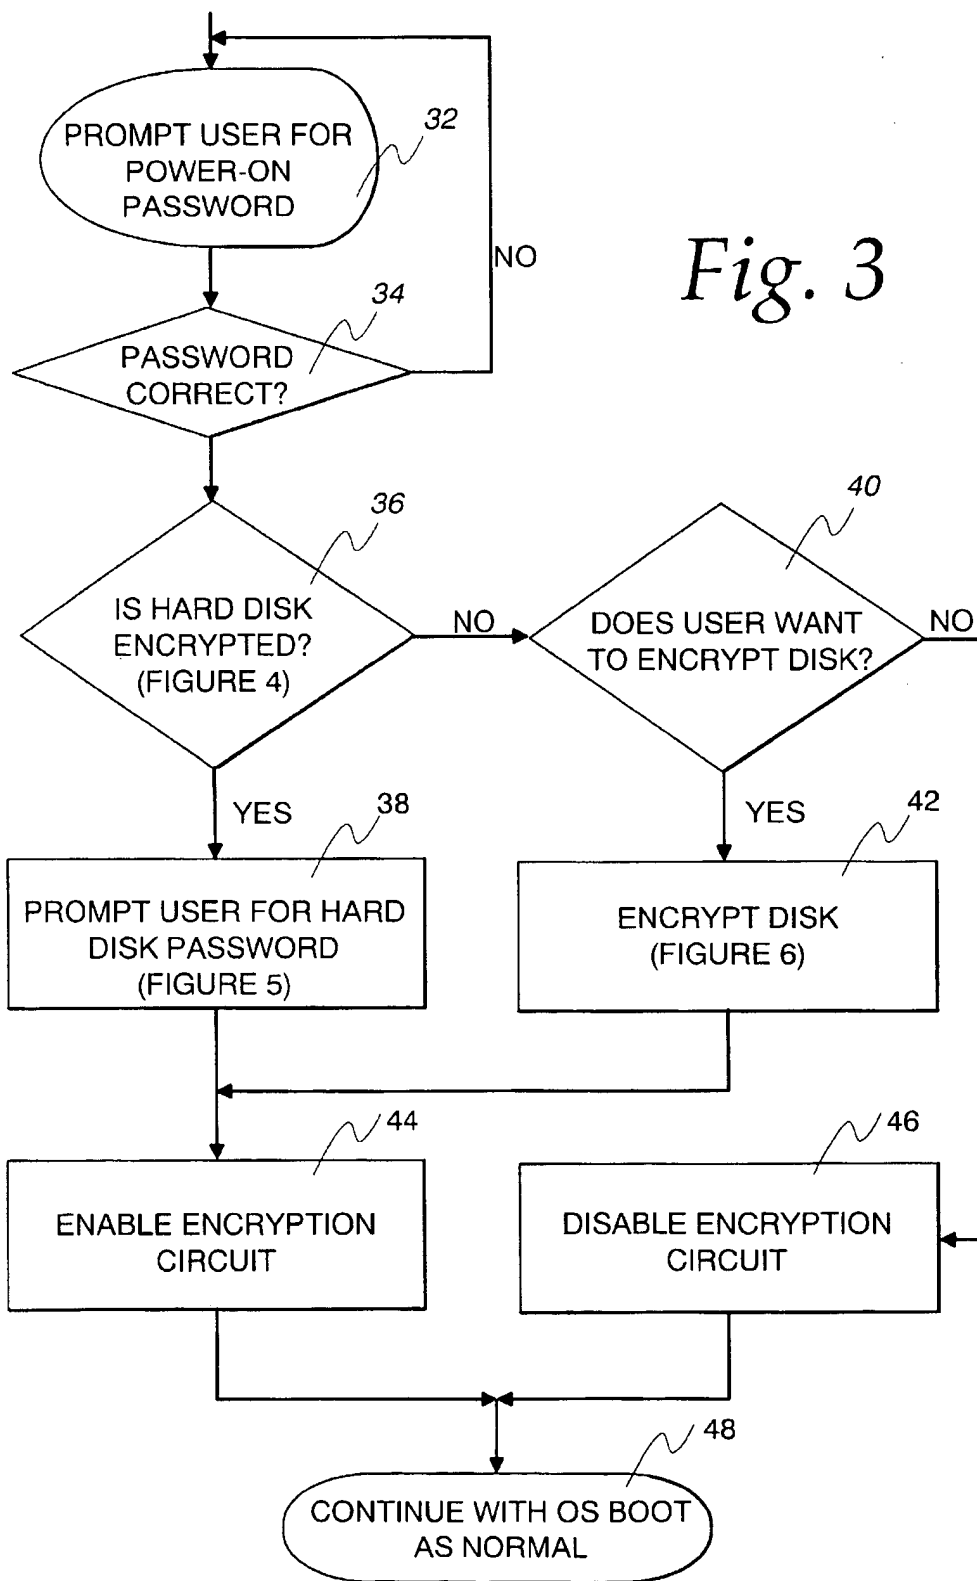 PROMPT USER FOR
POWER-ON
PASSWORD
32
NO
Fig. 3
34
PASSWORD
CORRECT?
36
IS HARD DISK
ENCRYPTED?
(FIGURE 4)
NO
40
DOES USER WANT
TO ENCRYPT DISK?
NO
YES
38
PROMPT USER FOR HARD
DISK PASSWORD
(FIGURE 5)
YES
42
ENCRYPT DISK
(FIGURE 6)
44
ENABLE ENCRYPTION
CIRCUIT
46
DISABLE ENCRYPTION
CIRCUIT
48
CONTINUE WITH OS BOOT
AS NORMAL